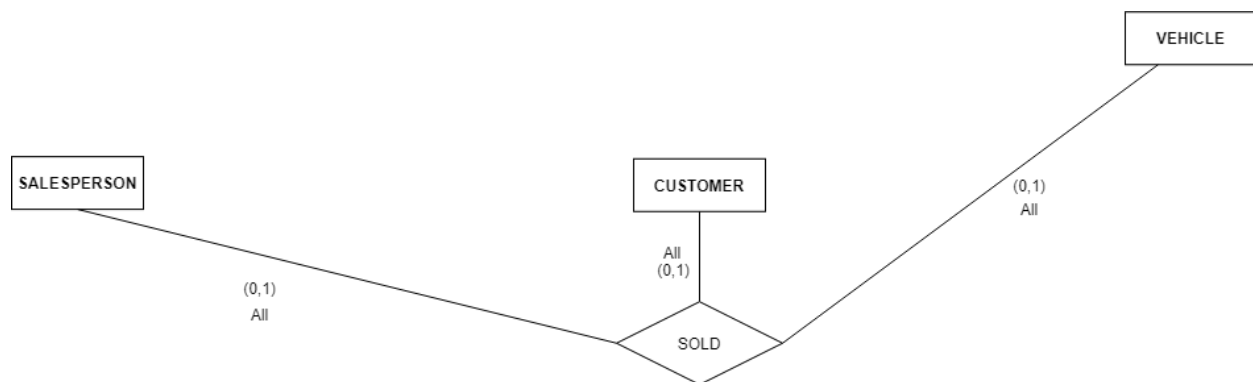 VEHICLE
SALESPERSON
CUSTOMER
(0,1)
All
All
(0,1)
(0,1)
All
SOLD